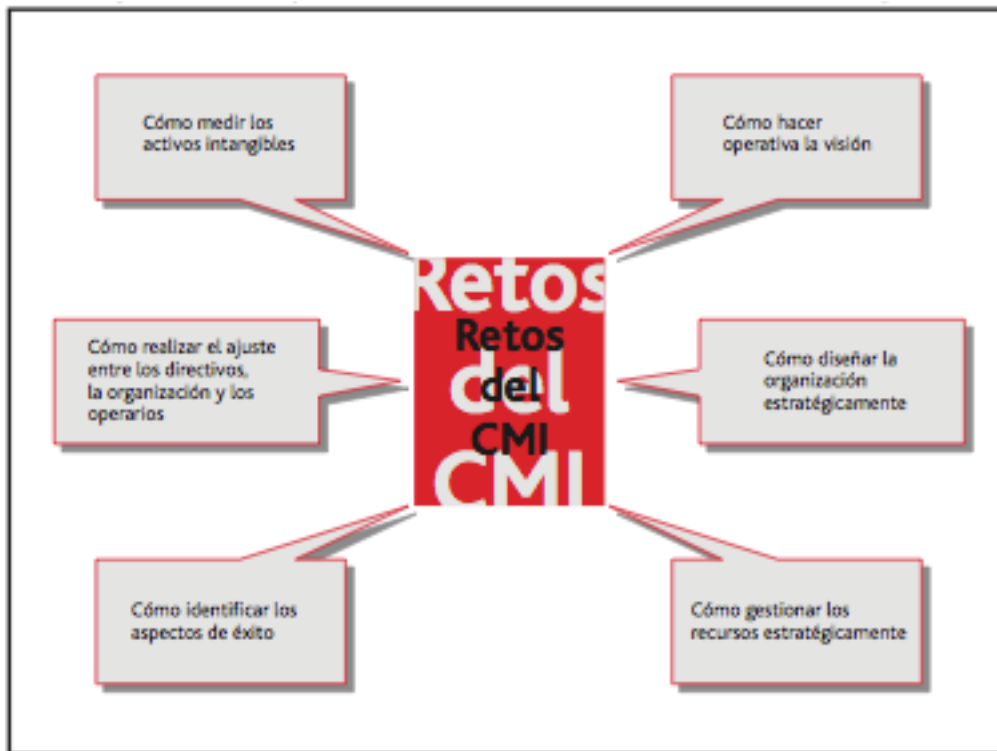 Cómo medir los
activos intangibles
Cómo hacer
operativa la visión
Retos
Retos
del
del
CMI
CMI
Cómo realizar el ajuste
entre los directivos,
la organización y los
operarios
Cómo diseñar la
organización
estratégicamente
Cómo identificar los
aspectos de éxito
Cómo gestionar los
recursos estratégicamente